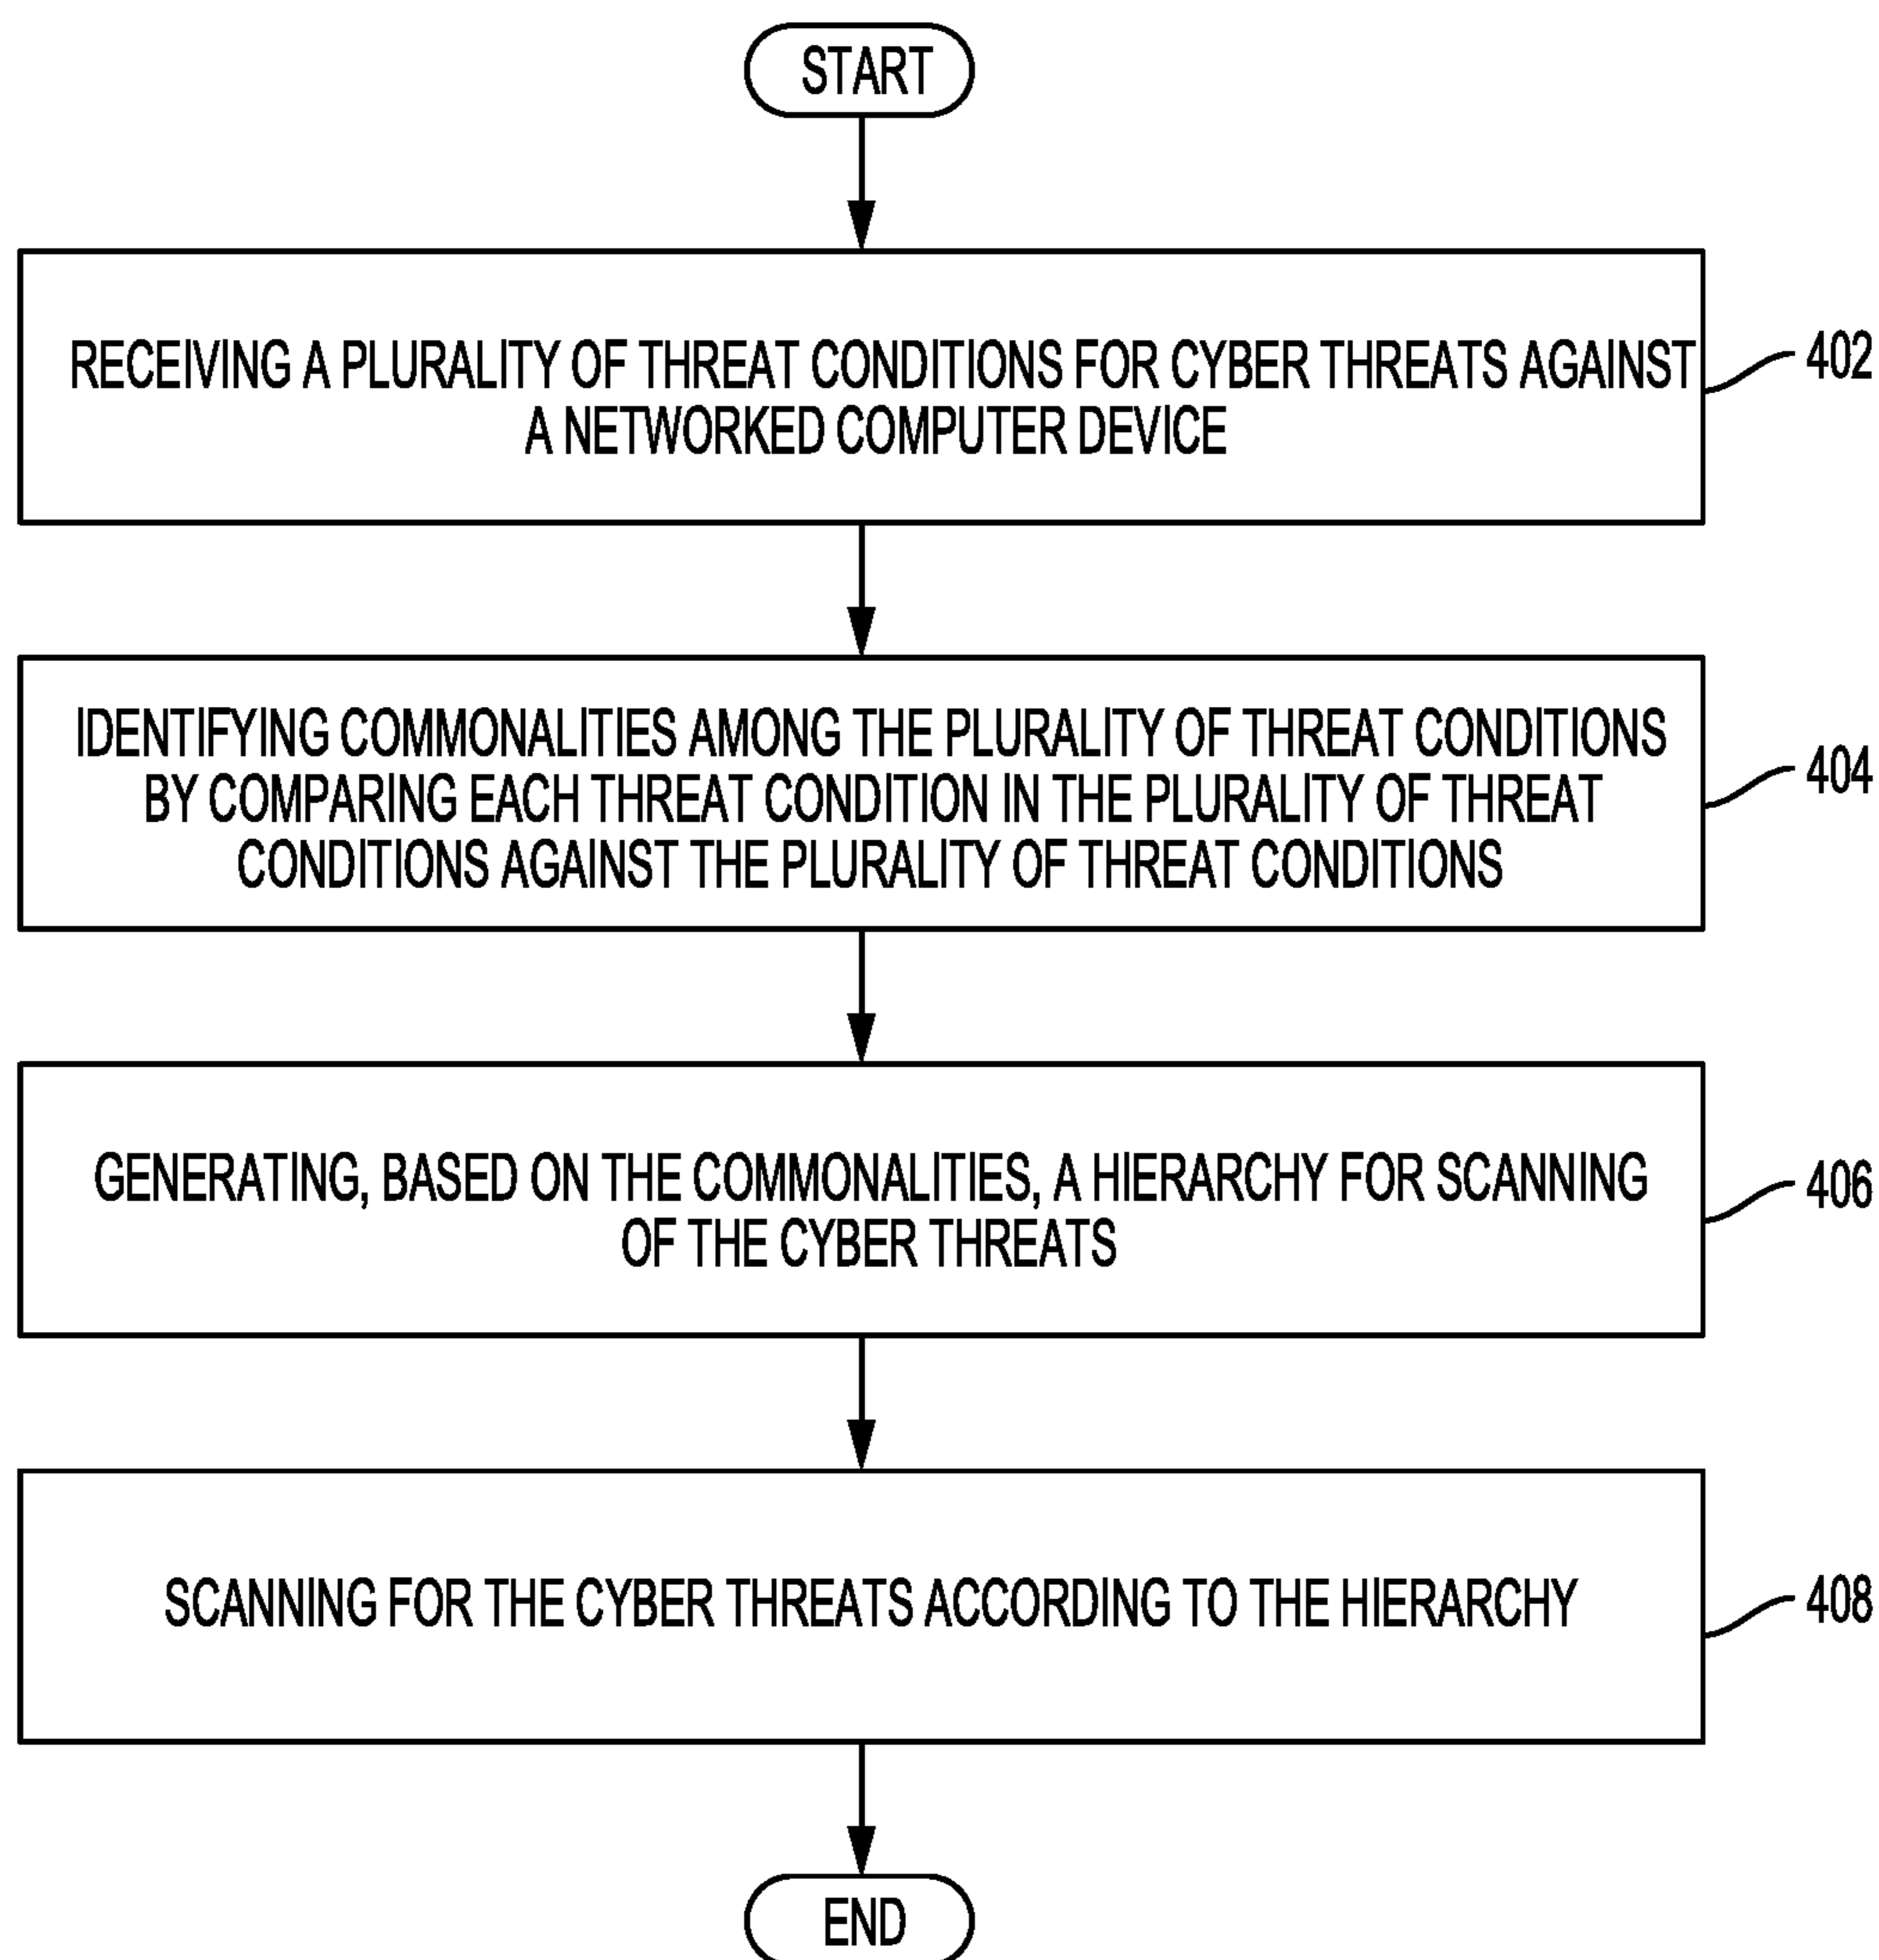 START
RECEIVING A PLURALITY OF THREAT CONDITIONS FOR CYBER THREATS AGAINST
A NETWORKED COMPUTER DEVICE
402
IDENTIFYING COMMONALITIES AMONG THE PLURALITY OF THREAT CONDITIONS
BY COMPARING EACH THREAT CONDITION IN THE PLURALITY OF THREAT
CONDITIONS AGAINST THE PLURALITY OF THREAT CONDITIONS
404
GENERATING, BASED ON THE COMMONALITIES, A HIERARCHY FOR SCANNING
OF THE CYBER THREATS
406
SCANNING FOR THE CYBER THREATS ACCORDING TO THE HIERARCHY
408
END